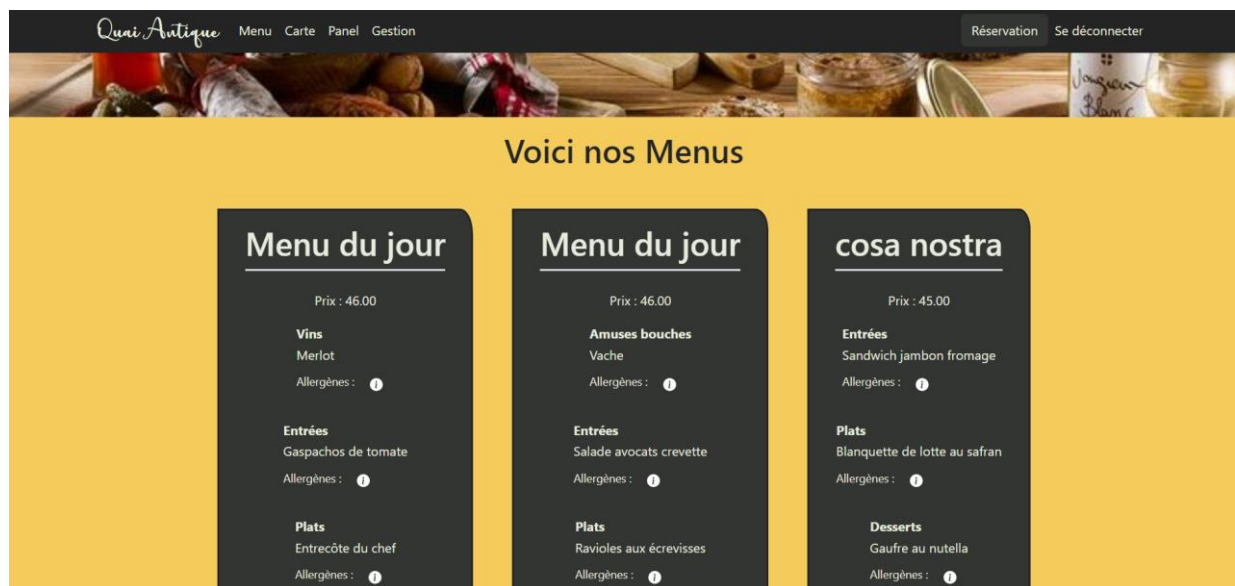 Quai Antique Menu Carte Panel Gestion Réservation Se déconnecter
Jongieux
Blanc
Voici nos Menus
Menu du jour
Prix : 46.00
Vins
Merlot
Allergènes : i
Entrées
Gaspachos de tomate
Allergènes : i
Plats
Entrecôte du chef
Allergènes : i
Menu du jour
Prix : 46.00
Amuses bouches
Vache
Allergènes : i
Entrées
Salade avocats crevette
Allergènes : i
Plats
Ravioles aux écrevisses
Allergènes : i
cosa nostra
Prix : 45.00
Entrées
Sandwich jambon fromage
Allergènes : i
Plats
Blanquette de lotte au safran
Allergènes : i
Desserts
Gaufre au nutella
Allergènes : i